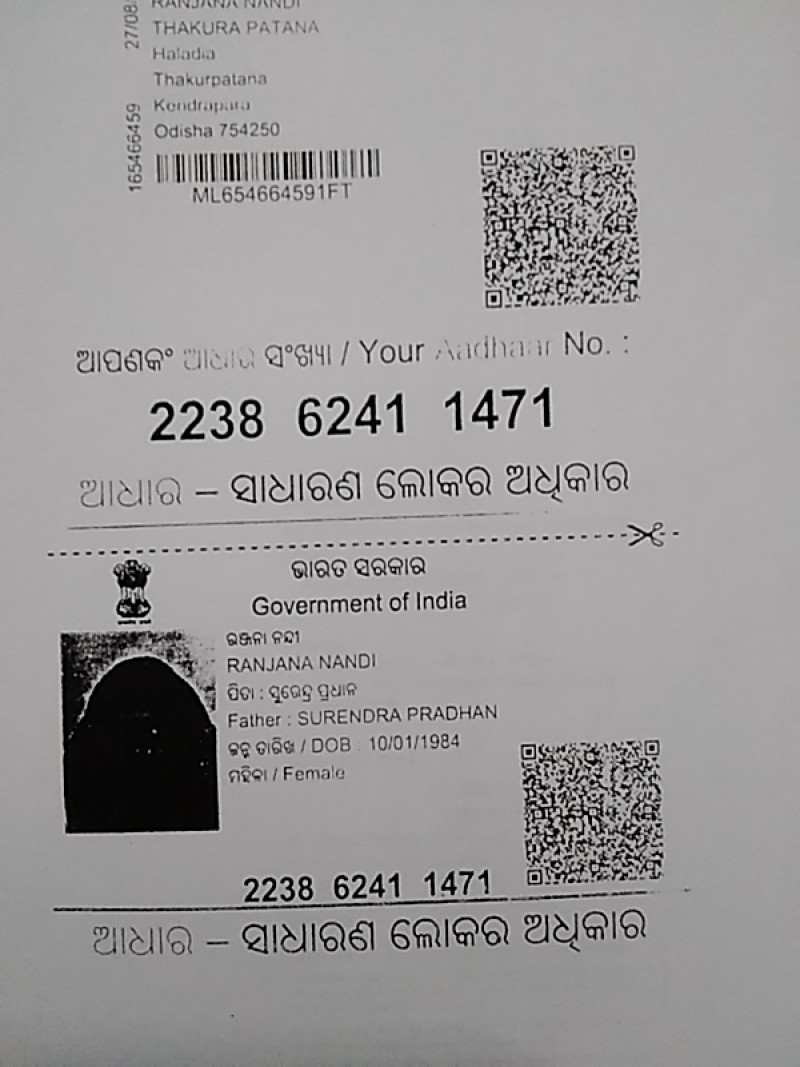 27/08/
165466459
RANJANA NANDI
THAKURA PATANA
Haladia
Thakurpatana
Kendrapara
Odisha 754250
ML654664591FT
ଆପଣଙ୍କ ଆଧାର ସଂଖ୍ୟା / Your Aadhaar No. :
2238 6241 1471
ଆଧାର – ସାଧାରଣ ଲୋକର ଅଧିକାର
ଭାରତ ସରକାର
Government of India
ରଞ୍ଜନା ନନ୍ଦୀ
RANJANA NANDI
ପିତା : ସୁରେନ୍ଦ୍ର ପ୍ରଧାନ
Father : SURENDRA PRADHAN
ଜନ୍ମ ତାରିଖ / DOB : 10/01/1984
ମହିଳା / Female
2238 6241 1471
ଆଧାର – ସାଧାରଣ ଲୋକର ଅଧିକାର